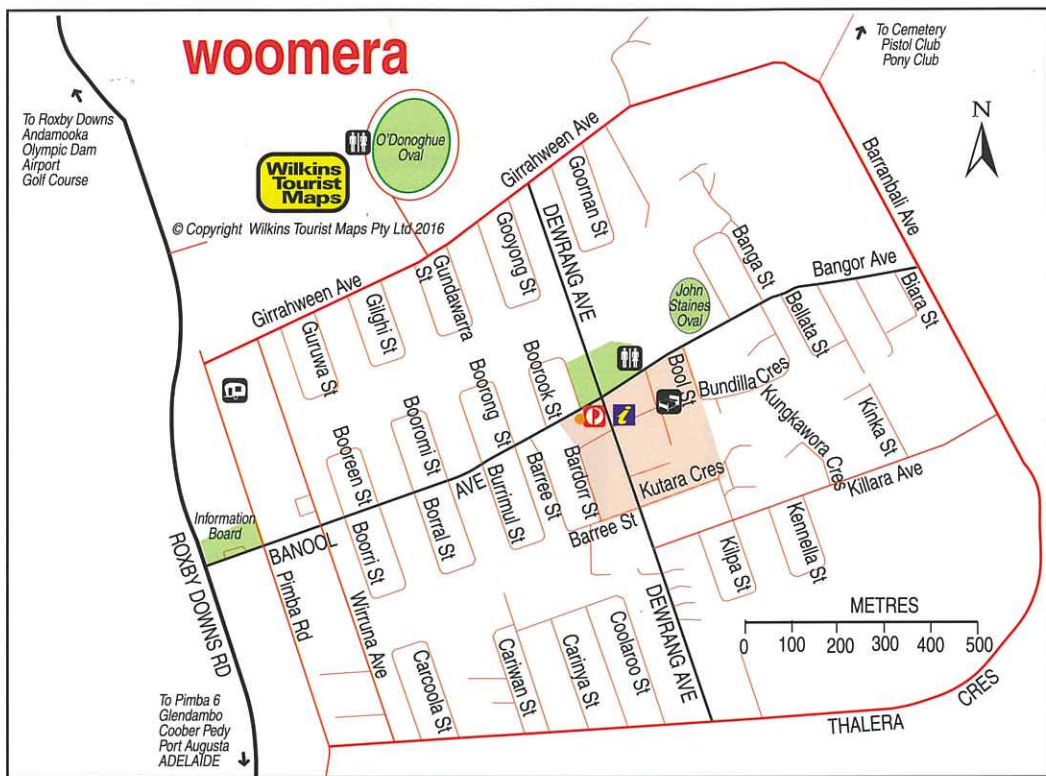 woomera
To Cemetery
Pistol Club
Pony Club
N
To Roxby Downs
Andamooka
Olympic Dam
Airport
Golf Course
O'Donoghue
Oval
Wilkins
Tourist
Maps
© Copyright Wilkins Tourist Maps Pty Ltd 2016
Girrahween Ave
Goornan St
Gooyong St
DEWRANG AVE
Barranbali Ave
Gundawarra
St
Girrahween Ave
Gilghi St
Guruwa St
Banga St
Bangor Ave
Biara St
Bellata St
John
Staines
Oval
Boorook St
Boorong
St
Booromi St
Booreen St
Bool St
Bundilla Cres
Kungkawora Cres
Kinka St
i
Bardorr St
Barree St
Burrimul St
Borral St
Boorri St
BANOOL
AVE
Kutara Cres
Barree St
Killara Ave
Kennella St
Kilpa St
Information
Board
ROXBY DOWNS RD
Pimba Rd
Wirruna Ave
Carcoola St
Cariwan St
Carinya St
Coolaroo St
DEWRANG AVE
METRES
0 100 200 300 400 500
THALERA
CRES
To Pimba 6
Glendambo
Coober Pedy
Port Augusta
ADELAIDE